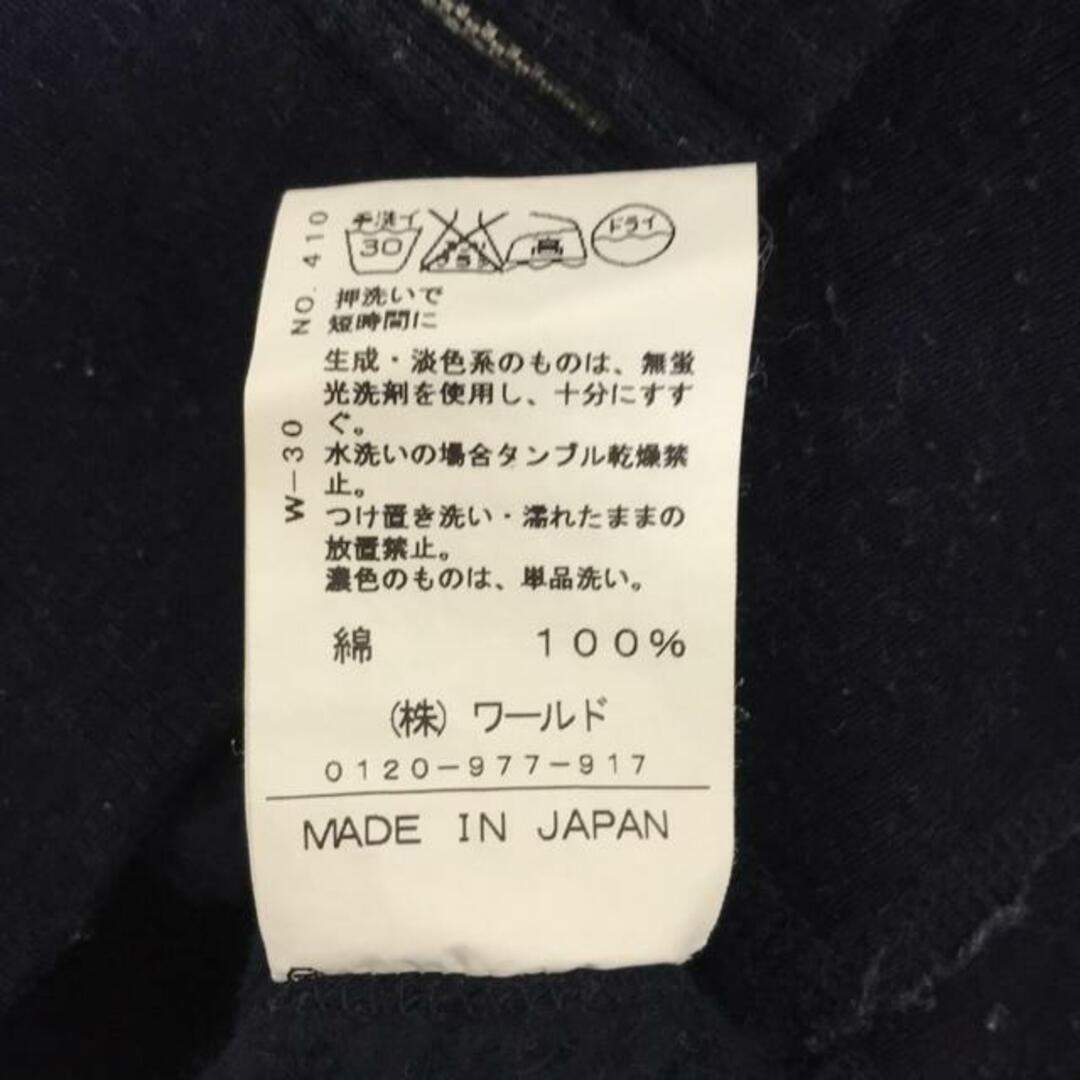 手洗イ
30
ドライ
高
押洗いで
短時間に
生成・淡色系のものは、無蛍
光洗剤を使用し、十分にすす
ぐ。
水洗いの場合タンブル乾燥禁
止。
つけ置き洗い・濡れたままの
放置禁止。
濃色のものは、単品洗い。
綿 100%
(株)ワールド
0120-977-917
MADE IN JAPAN
NO. 410
W-30